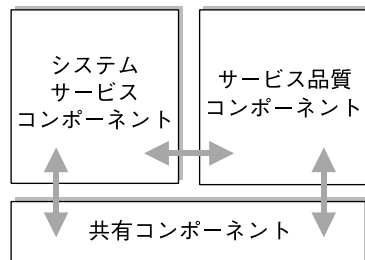 システム
サービス
コンポーネント
サービス品質
コンポーネント
共有コンポーネント